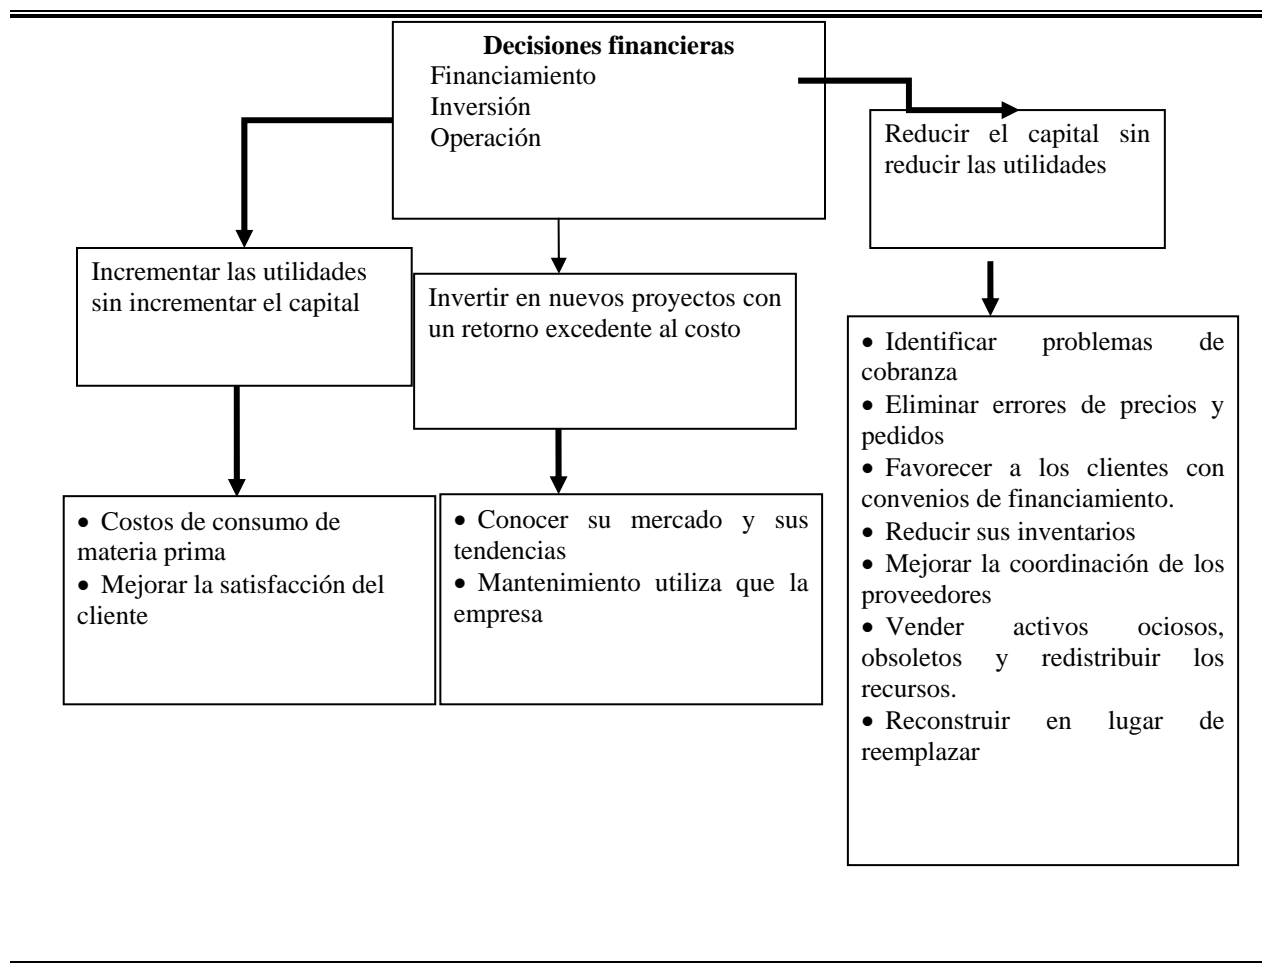 Decisiones financieras
Financiamiento
Inversión
Operación
Reducir el capital sin
reducir las utilidades
Incrementar las utilidades
sin incrementar el capital
Invertir en nuevos proyectos con
un retorno excedente al costo
• Identificar problemas de
cobranza
• Eliminar errores de precios y
pedidos
• Favorecer a los clientes con
convenios de financiamiento.
• Reducir sus inventarios
• Mejorar la coordinación de los
proveedores
• Vender activos ociosos,
obsoletos y redistribuir los
recursos.
• Reconstruir en lugar de
reemplazar
• Costos de consumo de
materia prima
• Mejorar la satisfacción del
cliente
• Conocer su mercado y sus
tendencias
• Mantenimiento utiliza que la
empresa